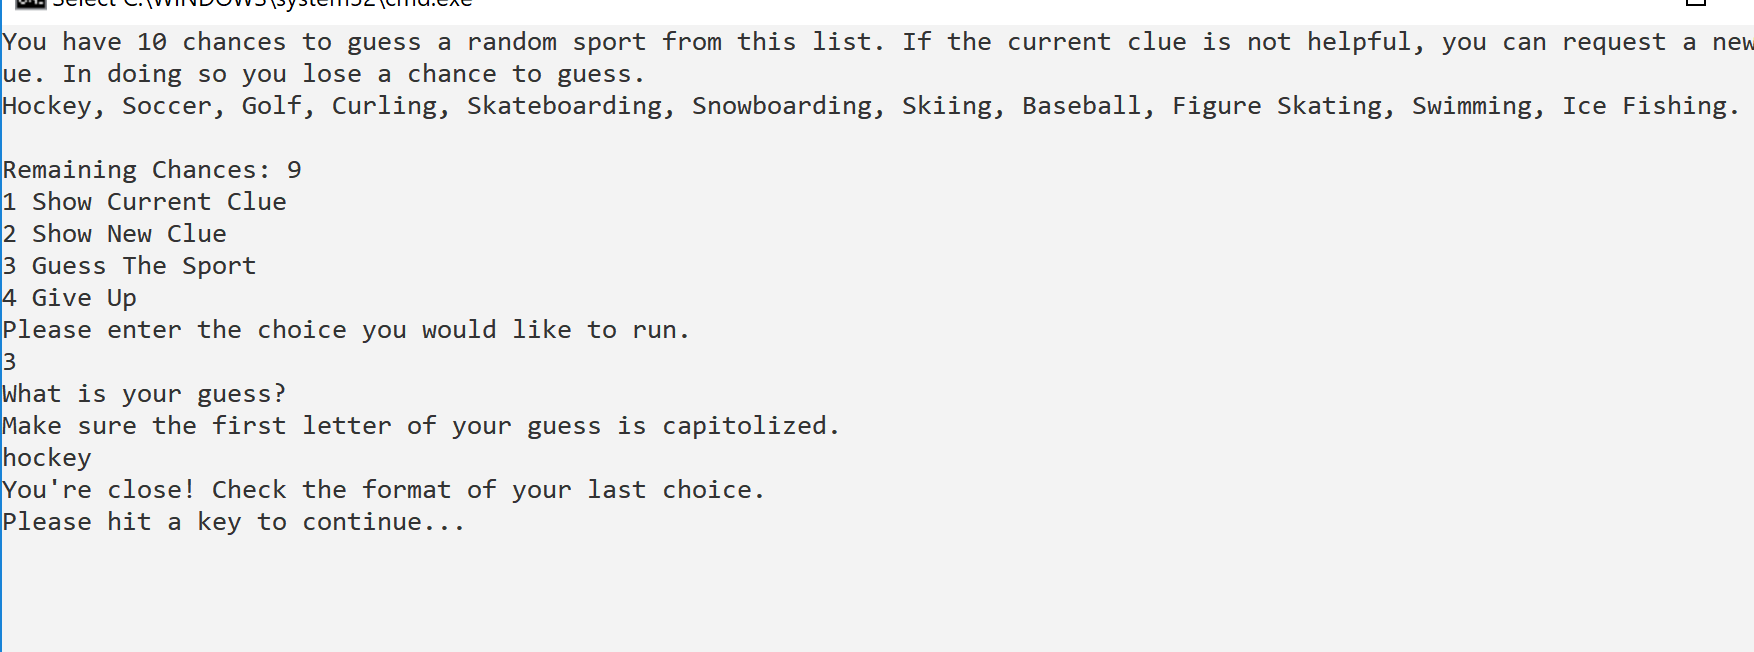 Select C:\WINDOWS\system32\cmd.exe
You have 10 chances to guess a random sport from this list. If the current clue is not helpful, you can request a new
ue. In doing so you lose a chance to guess.
Hockey, Soccer, Golf, Curling, Skateboarding, Snowboarding, Skiing, Baseball, Figure Skating, Swimming, Ice Fishing.
Remaining Chances: 9
1 Show Current Clue
2 Show New Clue
3 Guess The Sport
4 Give Up
Please enter the choice you would like to run.
3
What is your guess?
Make sure the first letter of your guess is capitolized.
hockey
You're close! Check the format of your last choice.
Please hit a key to continue...